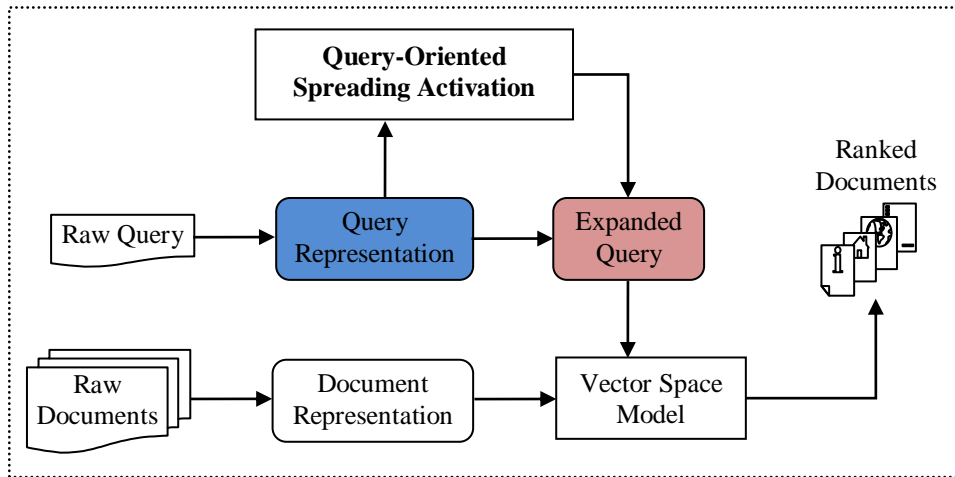 Query-Oriented
Spreading Activation
Ranked
Documents
Raw Query
Query
Representation
Expanded
Query
i
Raw
Documents
Document
Representation
Vector Space
Model